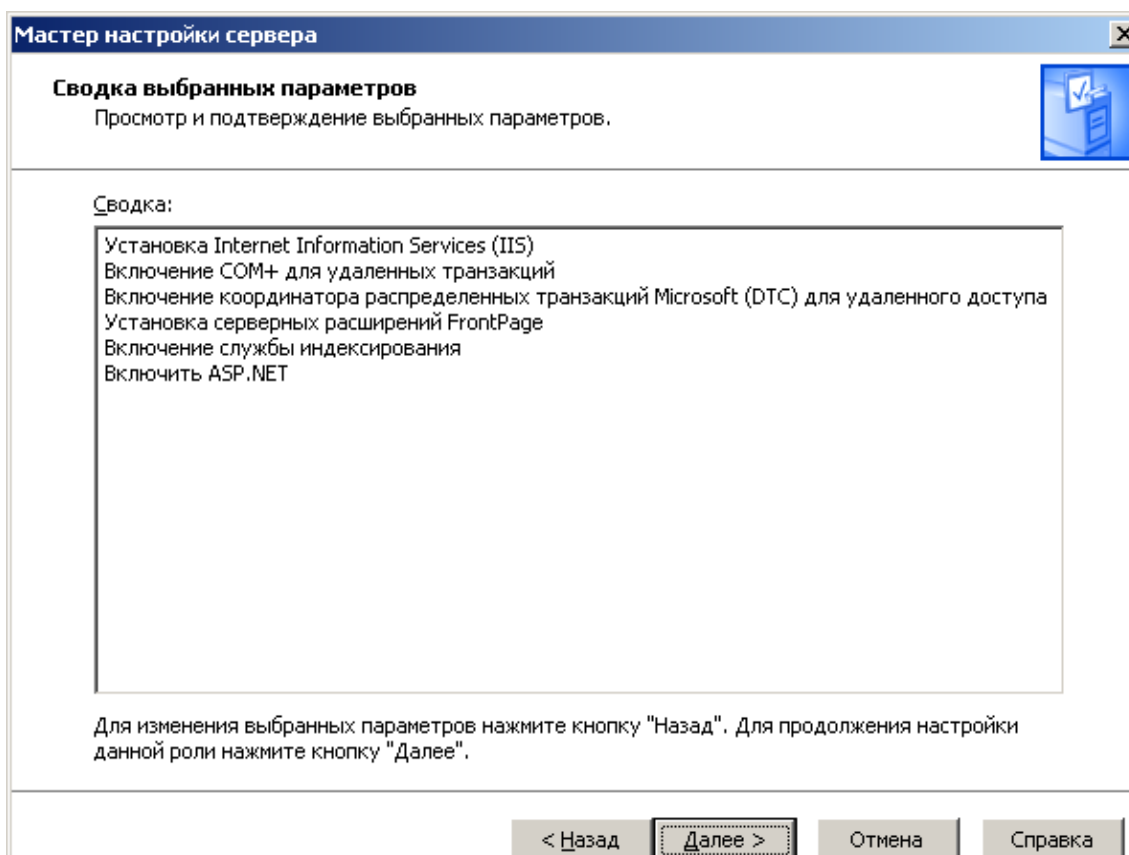 Мастер настройки сервера
Сводка выбранных параметров
Просмотр и подтверждение выбранных параметров.
Сводка:
Установка Internet Information Services (IIS)
Включение COM+ для удаленных транзакций
Включение координатора распределенных транзакций Microsoft (DTC) для удаленного доступа
Установка серверных расширений FrontPage
Включение службы индексирования
Включить ASP.NET
Для изменения выбранных параметров нажмите кнопку "Назад". Для продолжения настройки
данной роли нажмите кнопку "Далее".
< Назад Далее > Отмена Справка